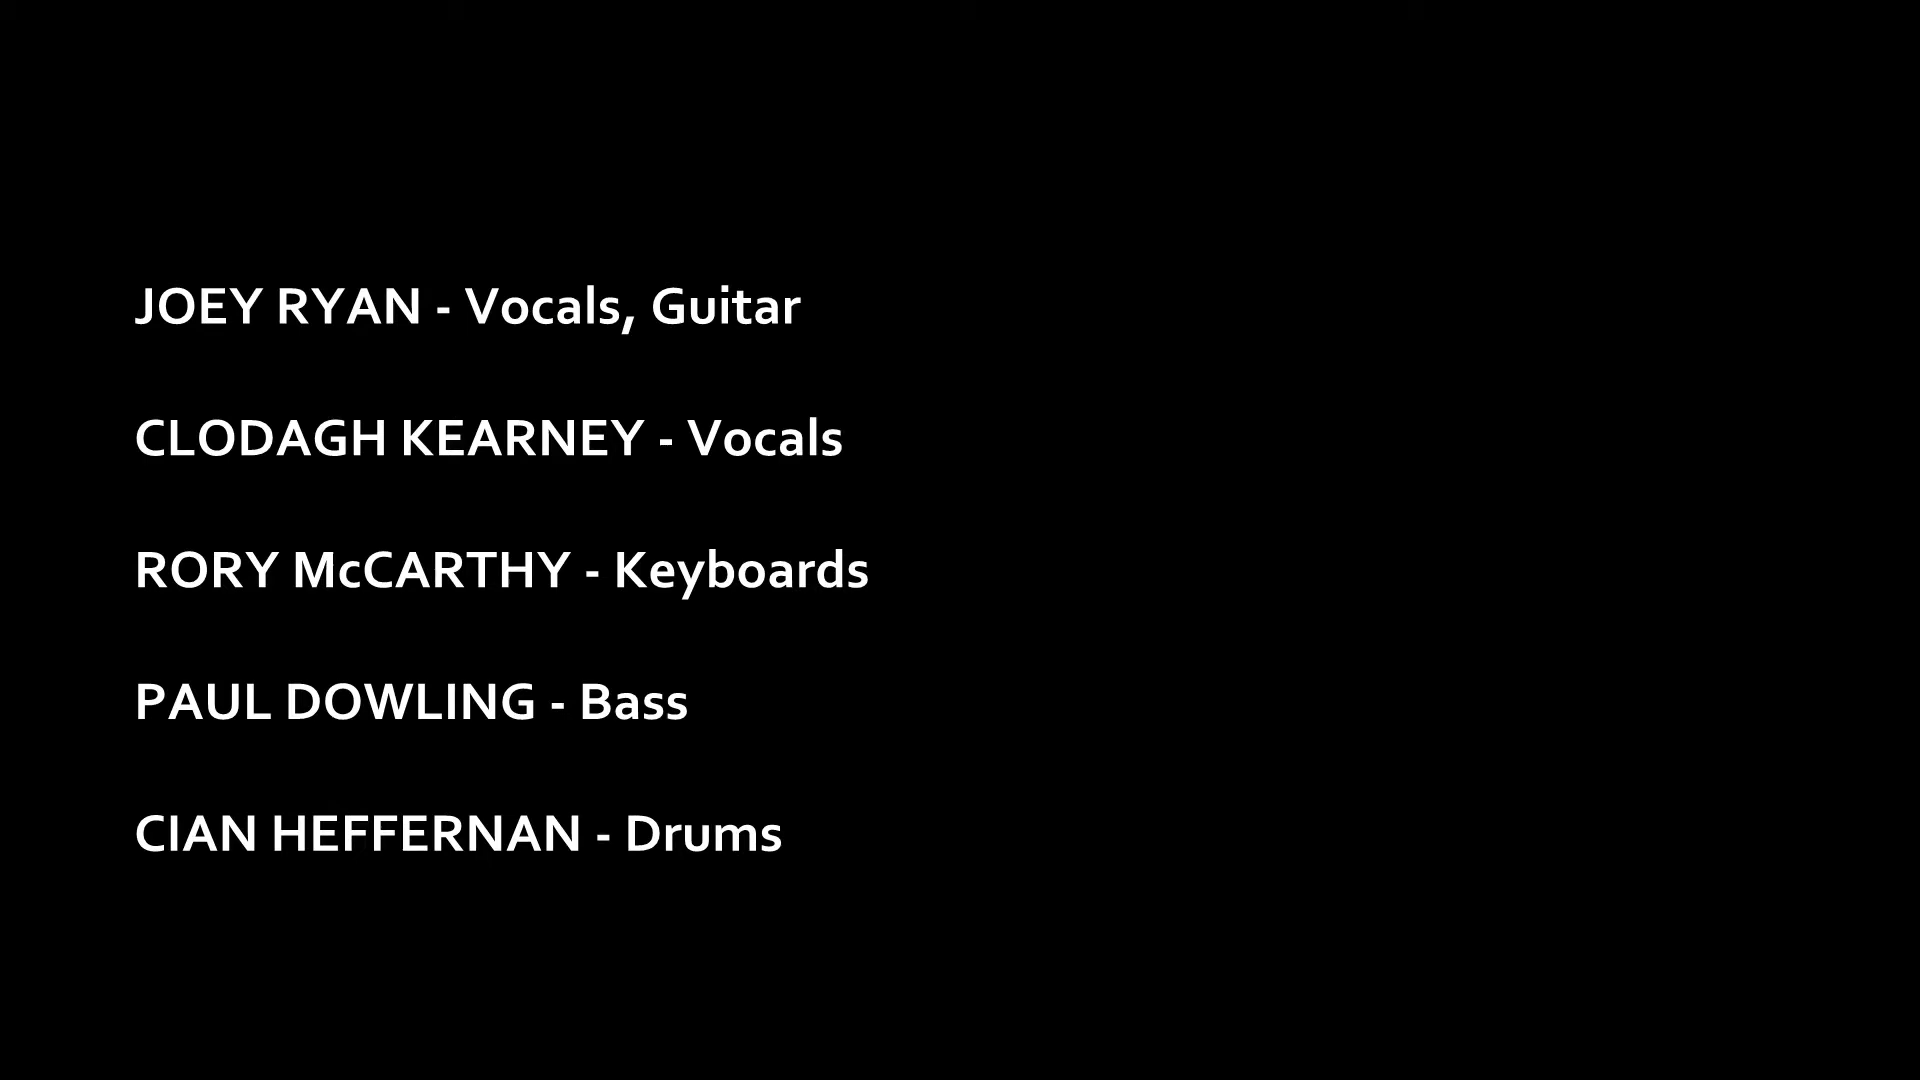 JOEY RYAN - Vocals, Guitar
CLODAGH KEARNEY - Vocals
RORY McCARTHY - Keyboards
PAUL DOWLING - Bass
CIAN HEFFERNAN - Drums